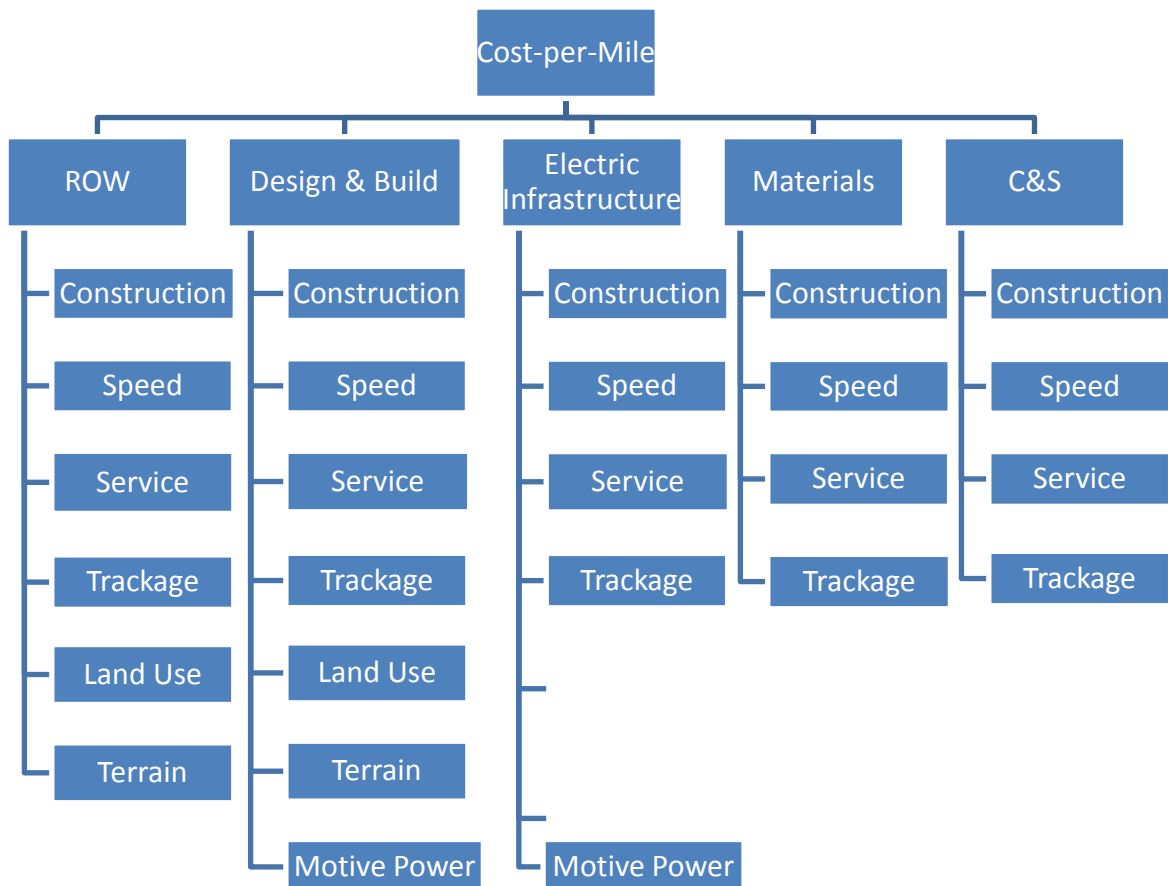 Cost-per-Mile
ROW
Design & Build
Electric
Infrastructure
Materials
C&S
Construction
Speed
Service
Trackage
Land Use
Terrain
Construction
Speed
Service
Trackage
Land Use
Terrain
Motive Power
Construction
Speed
Service
Trackage
Motive Power
Construction
Speed
Service
Trackage
Construction
Speed
Service
Trackage